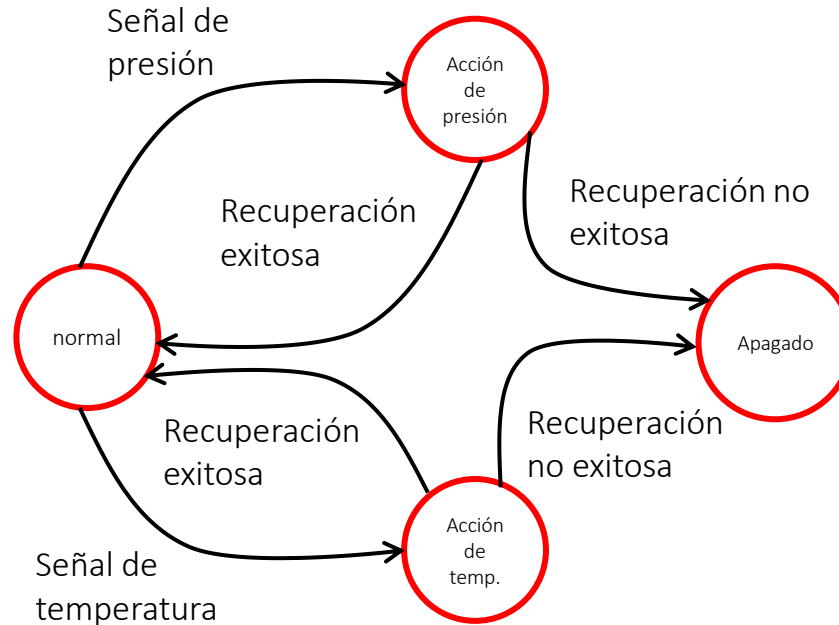 Señal de
presión
Acción
de
presión
Recuperación no
exitosa
Recuperación
exitosa
normal
Apagado
Recuperación
exitosa
Recuperación
no exitosa
Acción
de
temp.
Señal de
temperatura